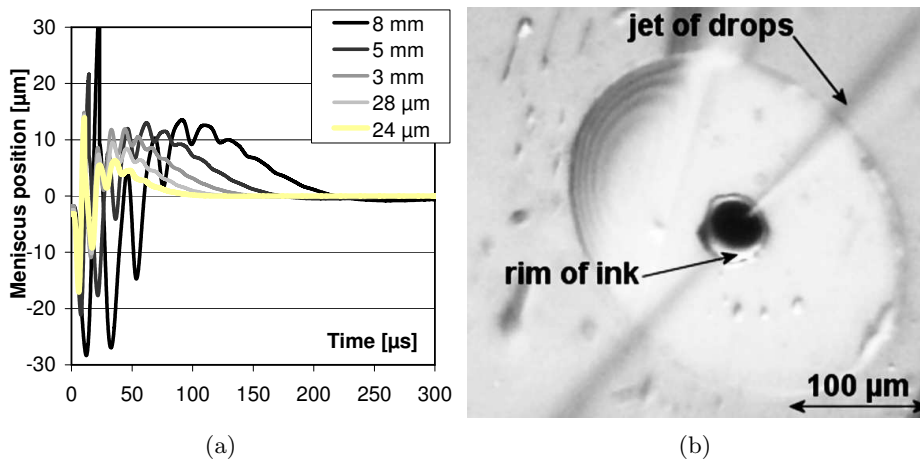 Meniscus position [µm]
30
20
10
0
-10
-20
-30
0 50 100 150 200 250 300
Time [µs]
8 mm
5 mm
3 mm
28 µm
24 µm
(a)
jet of drops
rim of ink
100 µm
(b)